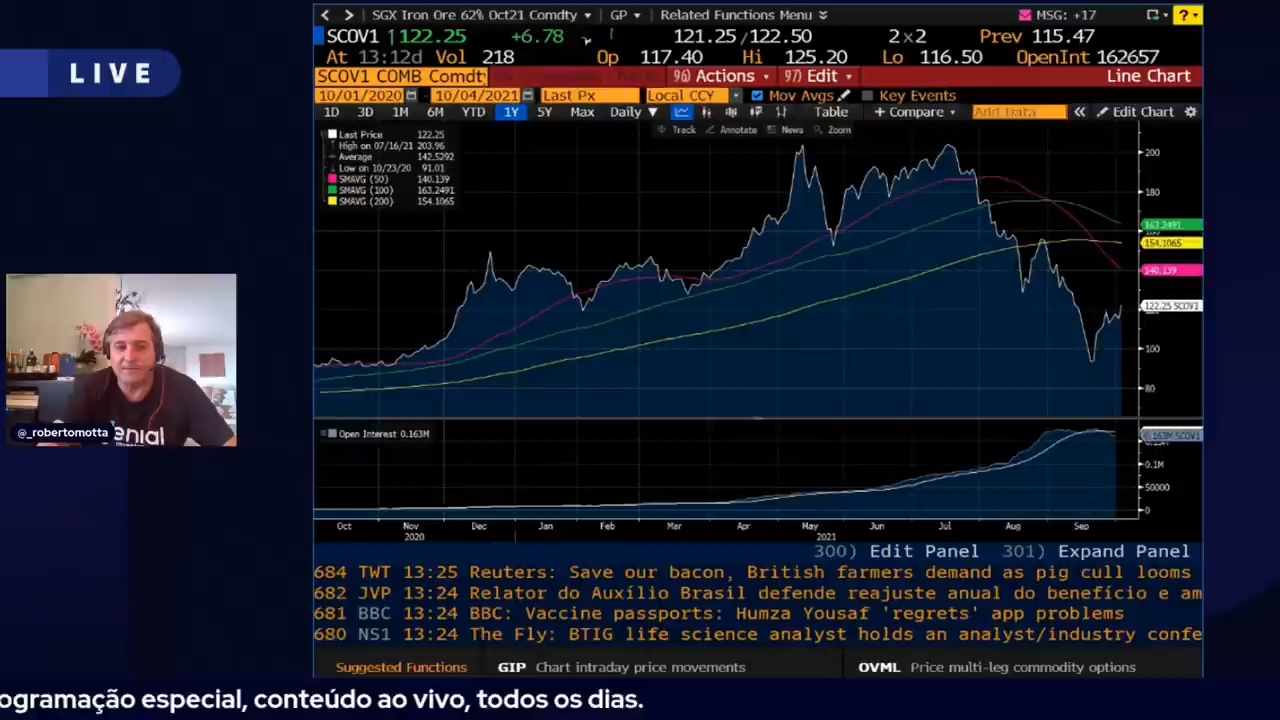 LIVE
SGX Iron Ore 62% Oct21 Comdty
GP
Related Functions Menu
MSG: +17
?
SCOV1 122.25 +6.78 121.25/122.50 2×2 Prev 115.47
At 13:12d Vol 218 Op 117.40 Hi 125.20 Lo 116.50 OpenInt 162657
SCOV1 COMB Comdt
96) Actions 97) Edit Line Chart
10/01/2020 - 10/04/2021 Last Px Local CCY Mov Avgs Key Events
1D 3D 1M 6M YTD 1Y 5Y Max Daily Table + Compare Add Data Edit Chart
Track Annotate News Zoom
Last Price 122.25
High on 07/16/21 203.96
Average 142.5292
Low on 10/23/20 91.01
SMAVG (50) 140.139
SMAVG (100) 163.2491
SMAVG (200) 154.1065
200
180
163.2491
154.1065
140.139
122.25 SCOV1
100
80
Open Interest 0.163M
0.163M SCOV1
0.1M
50000
0
Oct Nov Dec Jan Feb Mar Apr May Jun Jul Aug Sep
2020 2021
300) Edit Panel 301) Expand Panel
684 TWT 13:25 Reuters: Save our bacon, British farmers demand as pig cull looms
682 JVP 13:24 Relator do Auxílio Brasil defende reajuste anual do benefício e am
681 BBC 13:24 BBC: Vaccine passports: Humza Yousaf 'regrets' app problems
680 NS1 13:24 The Fly: BTIG life science analyst holds an analyst/industry confe
Suggested Functions GIP Chart intraday price movements OVML Price multi-leg commodity options
enial
@_robertomotta
ogramação especial, conteúdo ao vivo, todos os dias.